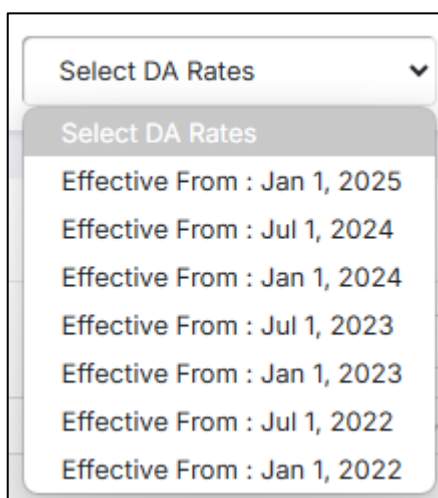 Select DA Rates
Select DA Rates
Effective From : Jan 1, 2025
Effective From : Jul 1, 2024
Effective From : Jan 1, 2024
Effective From : Jul 1, 2023
Effective From : Jan 1, 2023
Effective From : Jul 1, 2022
Effective From : Jan 1, 2022